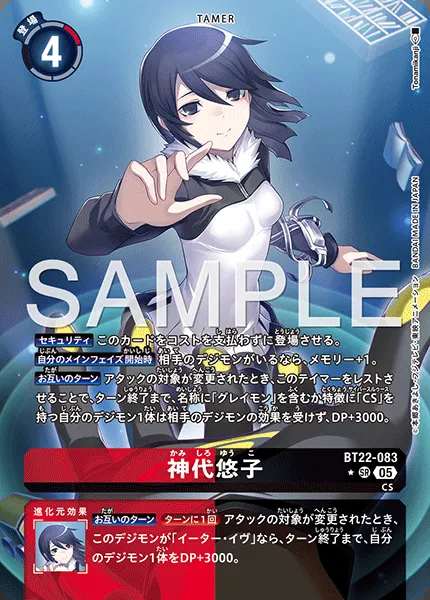 TAMER
登場
4
Tonamikanji
BANDAI MADE IN JAPAN
SAMPLE
セキュリティ このカードをコストを支払わずに登場させる。
自分のメインフェイズ開始時 相手のデジモンがいるなら、メモリー+1。
お互いのターン アタックの対象が変更されたとき、このテイマーをレストさ
せることで、ターン終了まで、名称に「グレイモン」を含むか特徴に「CS」を
持つ自分のデジモン1体は相手のデジモンの効果を受けず、DP+3000。
神代悠子
かみしろゆうこ
BT22-083
SR 05
CS
進化元効果
お互いのターン ターンに1回 アタックの対象が変更されたとき、
このデジモンが「イーター・イヴ」なら、ターン終了まで、自分
のデジモン1体をDP+3000。